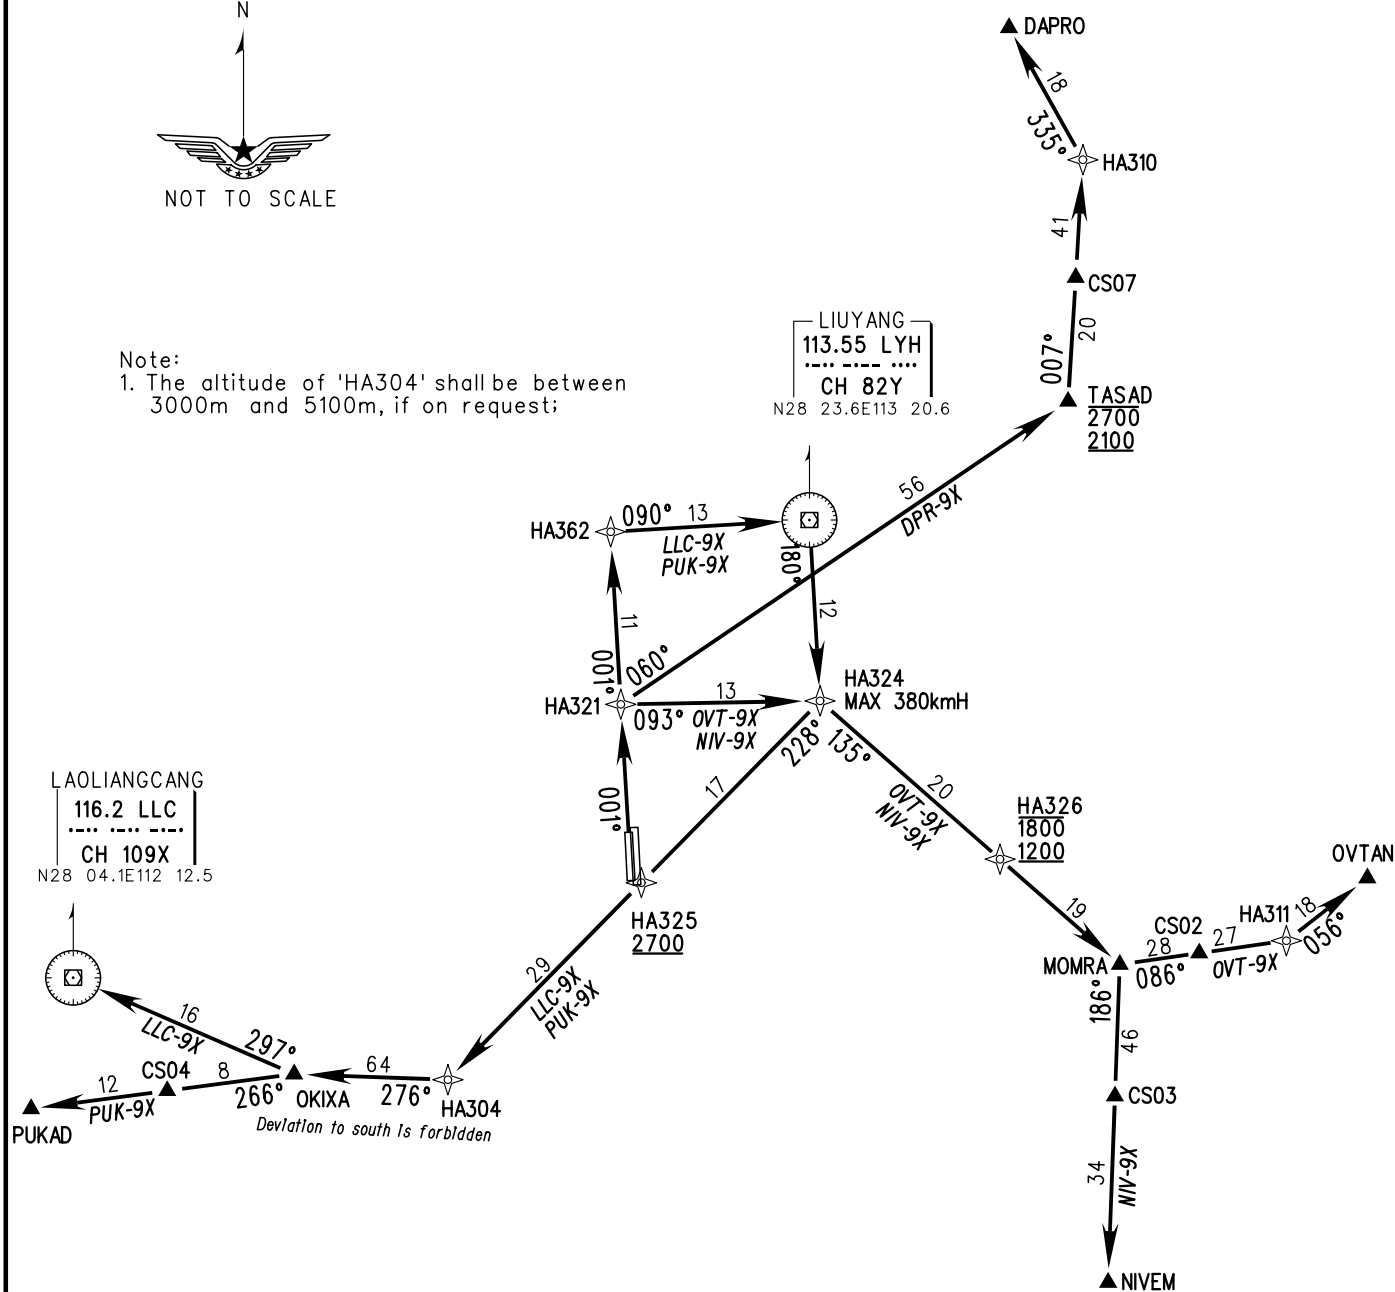 N
NOT TO SCALE
DAPRO
18
335°
HA310
41
CS07
20
007°
TASAD
2700
2100
Note:
1. The altitude of 'HA304' shall be between
3000m and 5100m, if on request;
LIUYANG
113.55 LYH
·-·· -·-- ····
CH 82Y
N28 23.6E113 20.6
56
DPR-9X
HA362
090°
13
LLC-9X
PUK-9X
180°
12
11
001°
060°
HA321
13
093°
OVT-9X
NIV-9X
HA324
MAX 380kmH
228°
135°
001°
17
20
OVT-9X
NIV-9X
HA326
1800
1200
LAOLIANGCANG
116.2 LLC
·-·· ·-·· -·-·
CH 109X
N28 04.1E112 12.5
HA325
2700
19
OVTAN
HA311
18
056°
CS02
27
OVT-9X
28
086°
MOMRA
186°
46
CS03
34
NIV-9X
NIVEM
29
LLC-9X
PUK-9X
16
LLC-9X
297°
CS04
8
266°
OKIXA
64
276°
HA304
12
PUK-9X
PUKAD
Deviation to south is forbidden